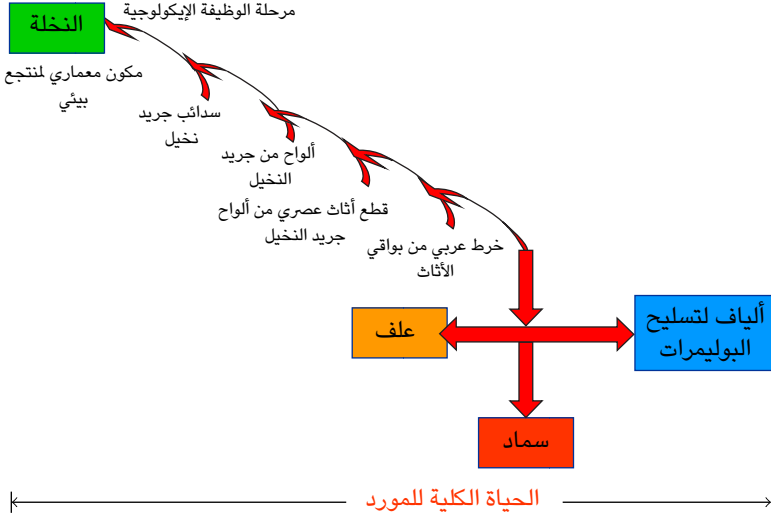 مرحلة الوظيفة الإيكولوجية
النخلة
مكون معماري لمنتجع
بيئي
سدائب جريد
نخيل
ألواح من جريد
النخيل
قطع أثاث عصري من ألواح
جريد النخيل
خرط عربي من بواقي
الأثاث
ألياف لتسليح
البوليمرات
علف
سماد
الحياة الكلية للمورد